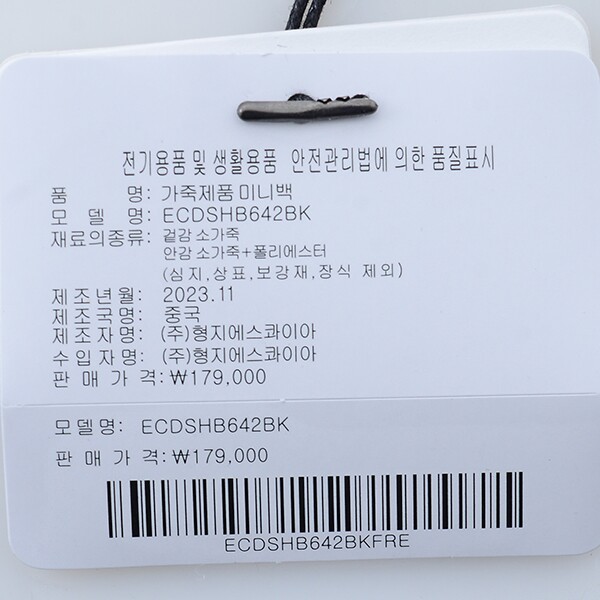 전기용품 및 생활용품 안전관리법에 의한 품질표시
품 명: 가죽제품 미니백
모 델 명: ECDSHB642BK
재료의종류: 겉감 소가죽
안감 소가죽+폴리에스터
(심지,상표,보강재,장식 제외)
제조년월: 2023.11
제조국명: 중국
제조자명: (주)형지에스콰이아
수입자명: (주)형지에스콰이아
판 매 가 격: ₩179,000
모델명: ECDSHB642BK
판 매 가 격: ₩179,000
ECDSHB642BKFRE